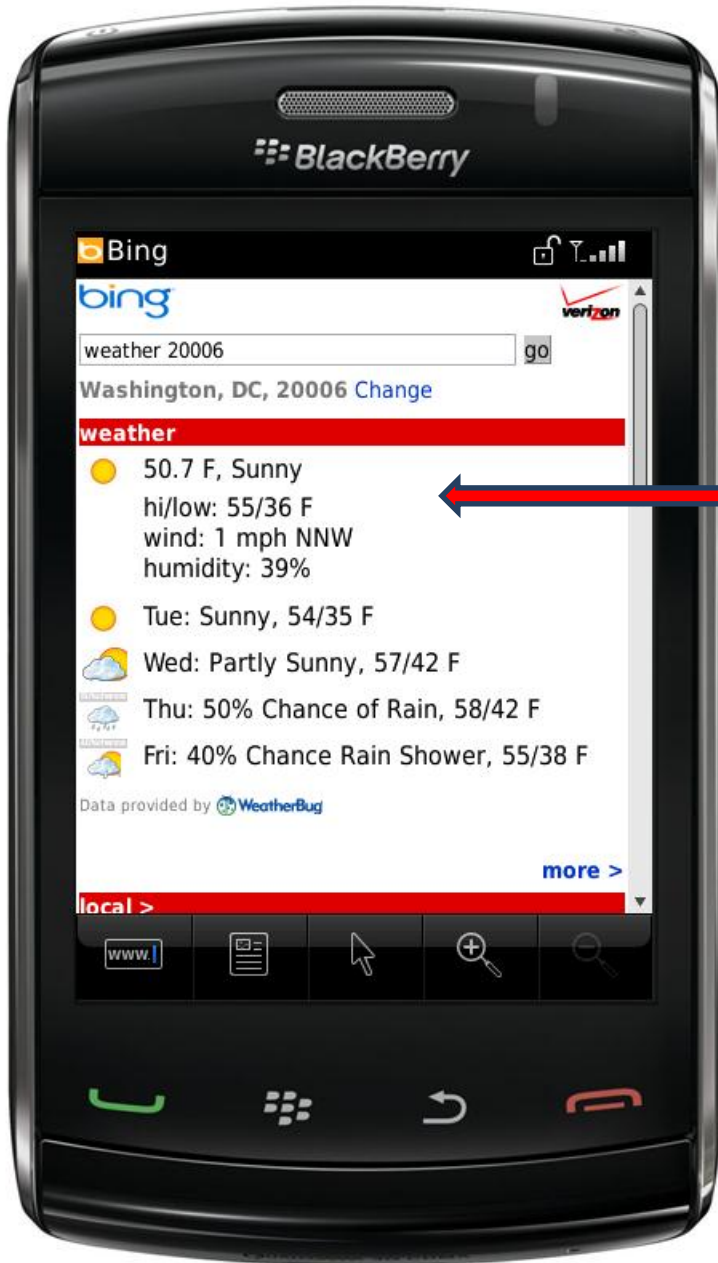 BlackBerry
Bing
bing
verizon
weather 20006
go
Washington, DC, 20006 Change
weather
50.7 F, Sunny
hi/low: 55/36 F
wind: 1 mph NNW
humidity: 39%
Tue: Sunny, 54/35 F
Wed: Partly Sunny, 57/42 F
Thu: 50% Chance of Rain, 58/42 F
Fri: 40% Chance Rain Shower, 55/38 F
Data provided by WeatherBug
more >
local >
www.